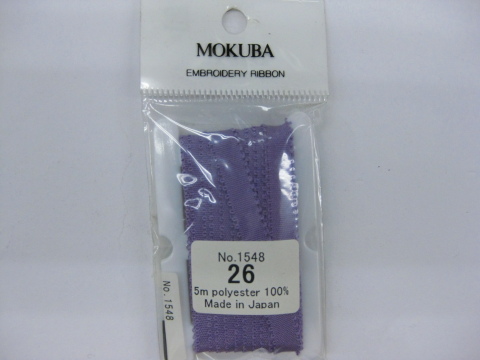 MOKUBA
EMBROIDERY RIBBON
No.1548
26
5m polyester 100%
Made in Japan
No. 1548